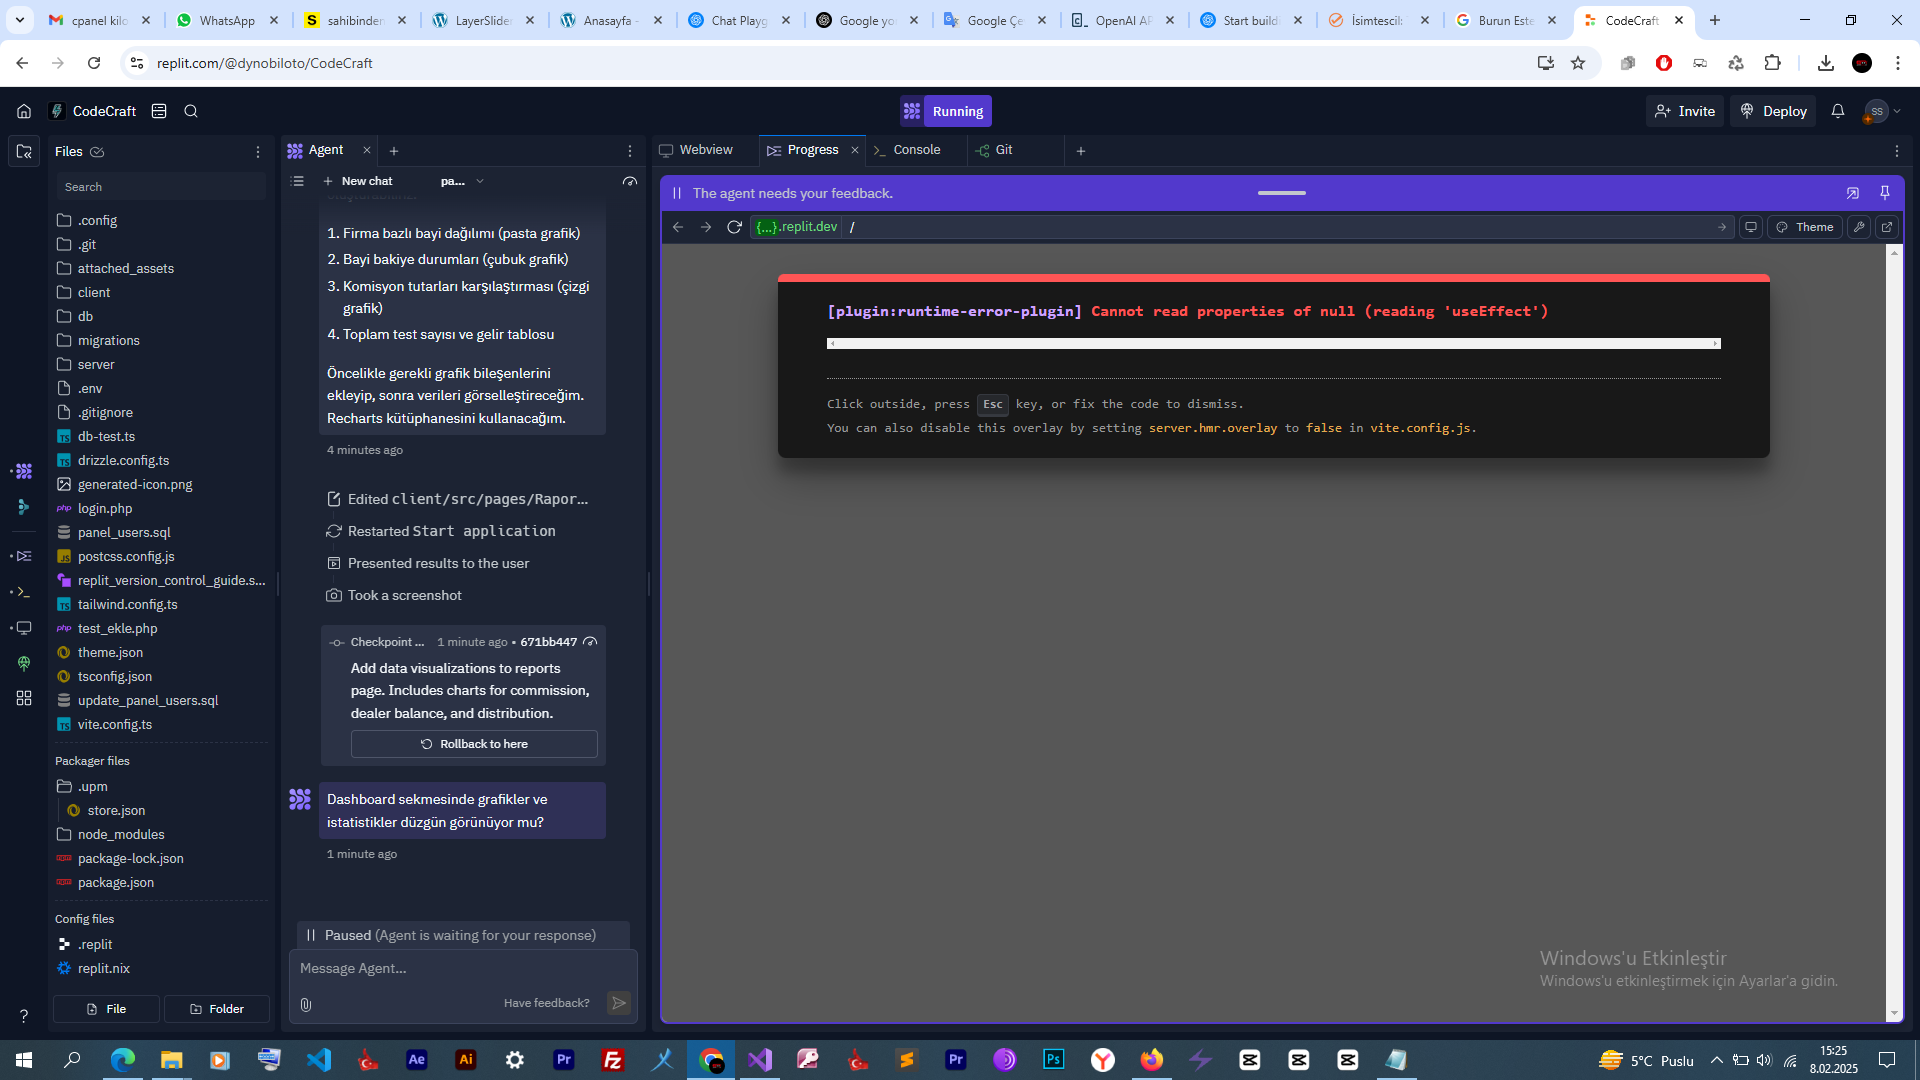 cpanel kilo
WhatsApp
sahibinden
LayerSlide
Anasayfa -
Chat Playg
Google yo
Google Çe
OpenAI AP
Start buildi
İsimtescil:
Burun Este
CodeCraft
replit.com/@dynobiloto/CodeCraft
CodeCraft
Running
Invite
Deploy
SS
Files
Agent
Webview
Progress
Console
Git
Search
New chat
pa...
The agent needs your feedback.
{...}.replit.dev /
Theme
.config
.git
attached_assets
client
db
migrations
server
.env
.gitignore
db-test.ts
drizzle.config.ts
generated-icon.png
login.php
panel_users.sql
postcss.config.js
replit_version_control_guide.s...
tailwind.config.ts
test_ekle.php
theme.json
tsconfig.json
update_panel_users.sql
vite.config.ts
Packager files
.upm
store.json
node_modules
package-lock.json
package.json
Config files
.replit
replit.nix
File
Folder
1. Firma bazlı bayi dağılımı (pasta grafik)
2. Bayi bakiye durumları (çubuk grafik)
3. Komisyon tutarları karşılaştırması (çizgi
grafik)
4. Toplam test sayısı ve gelir tablosu
Öncelikle gerekli grafik bileşenlerini
ekleyip, sonra verileri görselleştireceğim.
Recharts kütüphanesini kullanacağım.
4 minutes ago
Edited client/src/pages/Rapor...
Restarted Start application
Presented results to the user
Took a screenshot
Checkpoint ... 1 minute ago • 671bb447
Add data visualizations to reports
page. Includes charts for commission,
dealer balance, and distribution.
Rollback to here
Dashboard sekmesinde grafikler ve
istatistikler düzgün görünüyor mu?
1 minute ago
Paused (Agent is waiting for your response)
Message Agent...
Have feedback?
[plugin:runtime-error-plugin] Cannot read properties of null (reading 'useEffect')
Click outside, press Esc key, or fix the code to dismiss.
You can also disable this overlay by setting server.hmr.overlay to false in vite.config.js.
Windows'u Etkinleştir
Windows'u etkinleştirmek için Ayarlar'a gidin.
5°C Puslu
15:25
8.02.2025